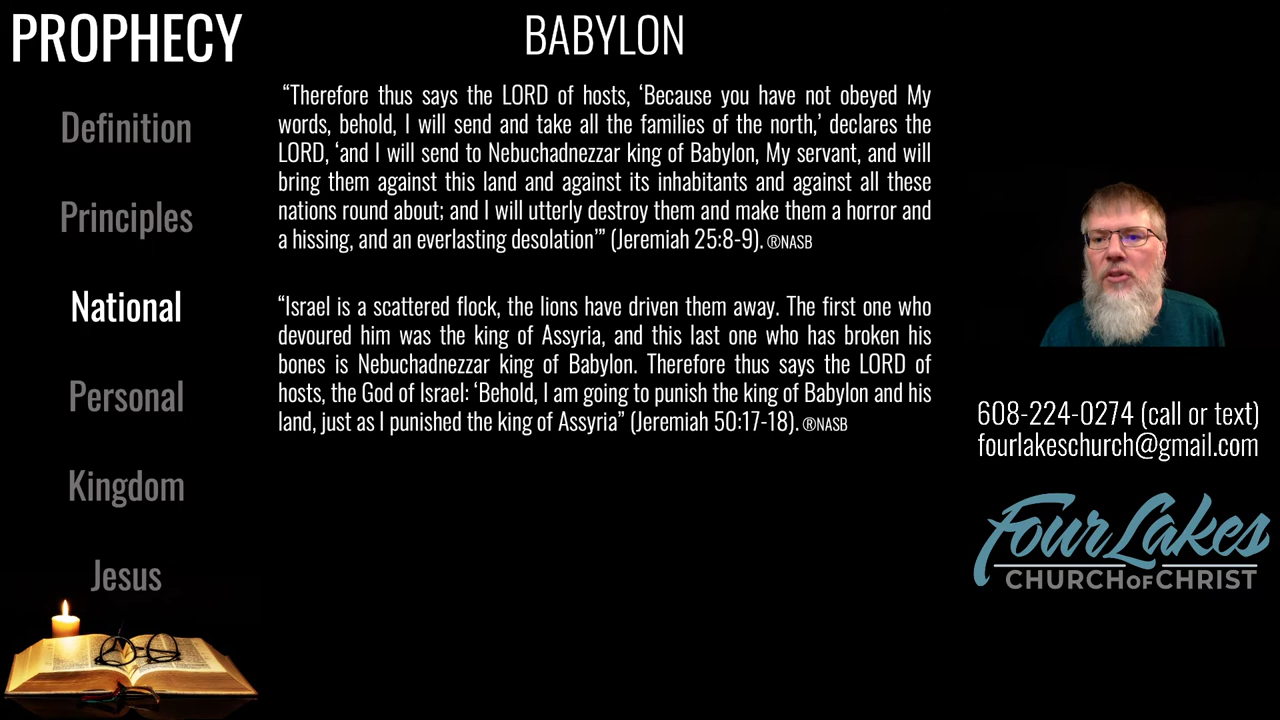 PROPHECY
Definition
Principles
National
Personal
Kingdom
Jesus
BABYLON
“Therefore thus says the LORD of hosts, ‘Because you have not obeyed My
words, behold, I will send and take all the families of the north,’ declares the
LORD, ‘and I will send to Nebuchadnezzar king of Babylon, My servant, and will
bring them against this land and against its inhabitants and against all these
nations round about; and I will utterly destroy them and make them a horror and
a hissing, and an everlasting desolation’” (Jeremiah 25:8-9). ®NASB
“Israel is a scattered flock, the lions have driven them away. The first one who
devoured him was the king of Assyria, and this last one who has broken his
bones is Nebuchadnezzar king of Babylon. Therefore thus says the LORD of
hosts, the God of Israel: ‘Behold, I am going to punish the king of Babylon and his
land, just as I punished the king of Assyria” (Jeremiah 50:17-18). ®NASB
608-224-0274 (call or text)
fourlakeschurch@gmail.com
Four Lakes
CHURCH OF CHRIST